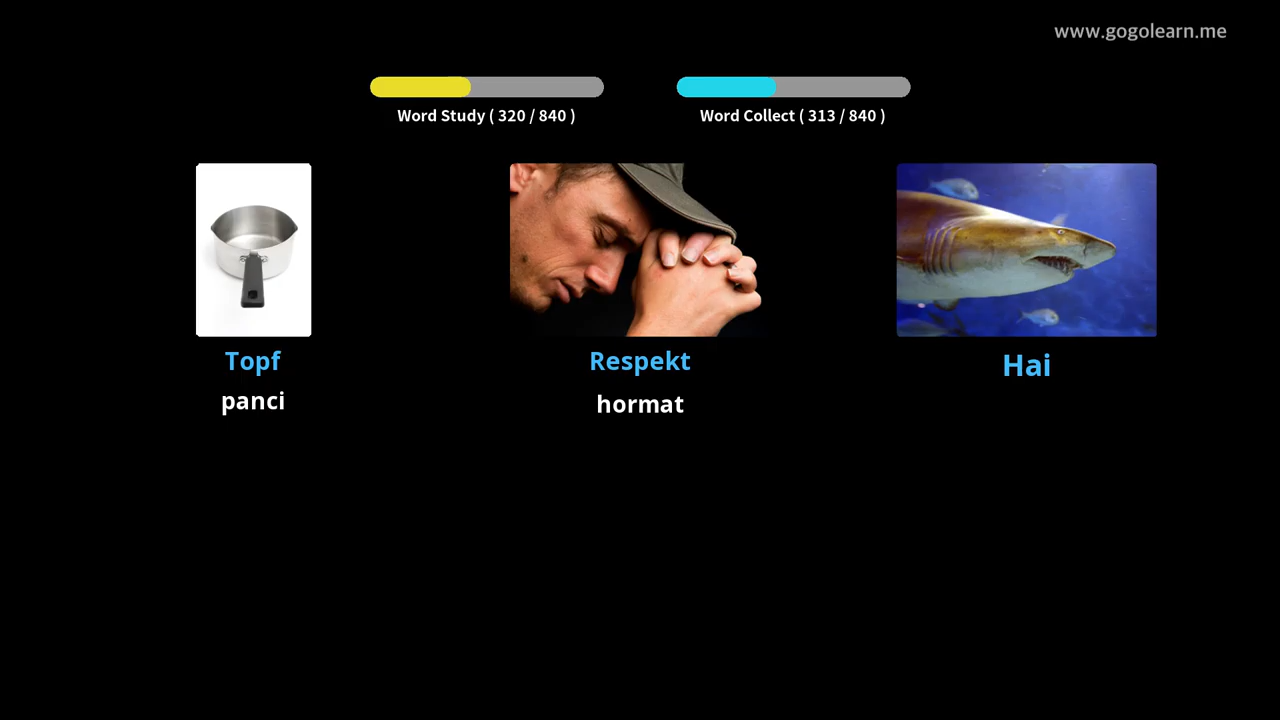 www.gogolearn.me
Word Study ( 320 / 840 )
Word Collect ( 313 / 840 )
Topf
panci
Respekt
hormat
Hai